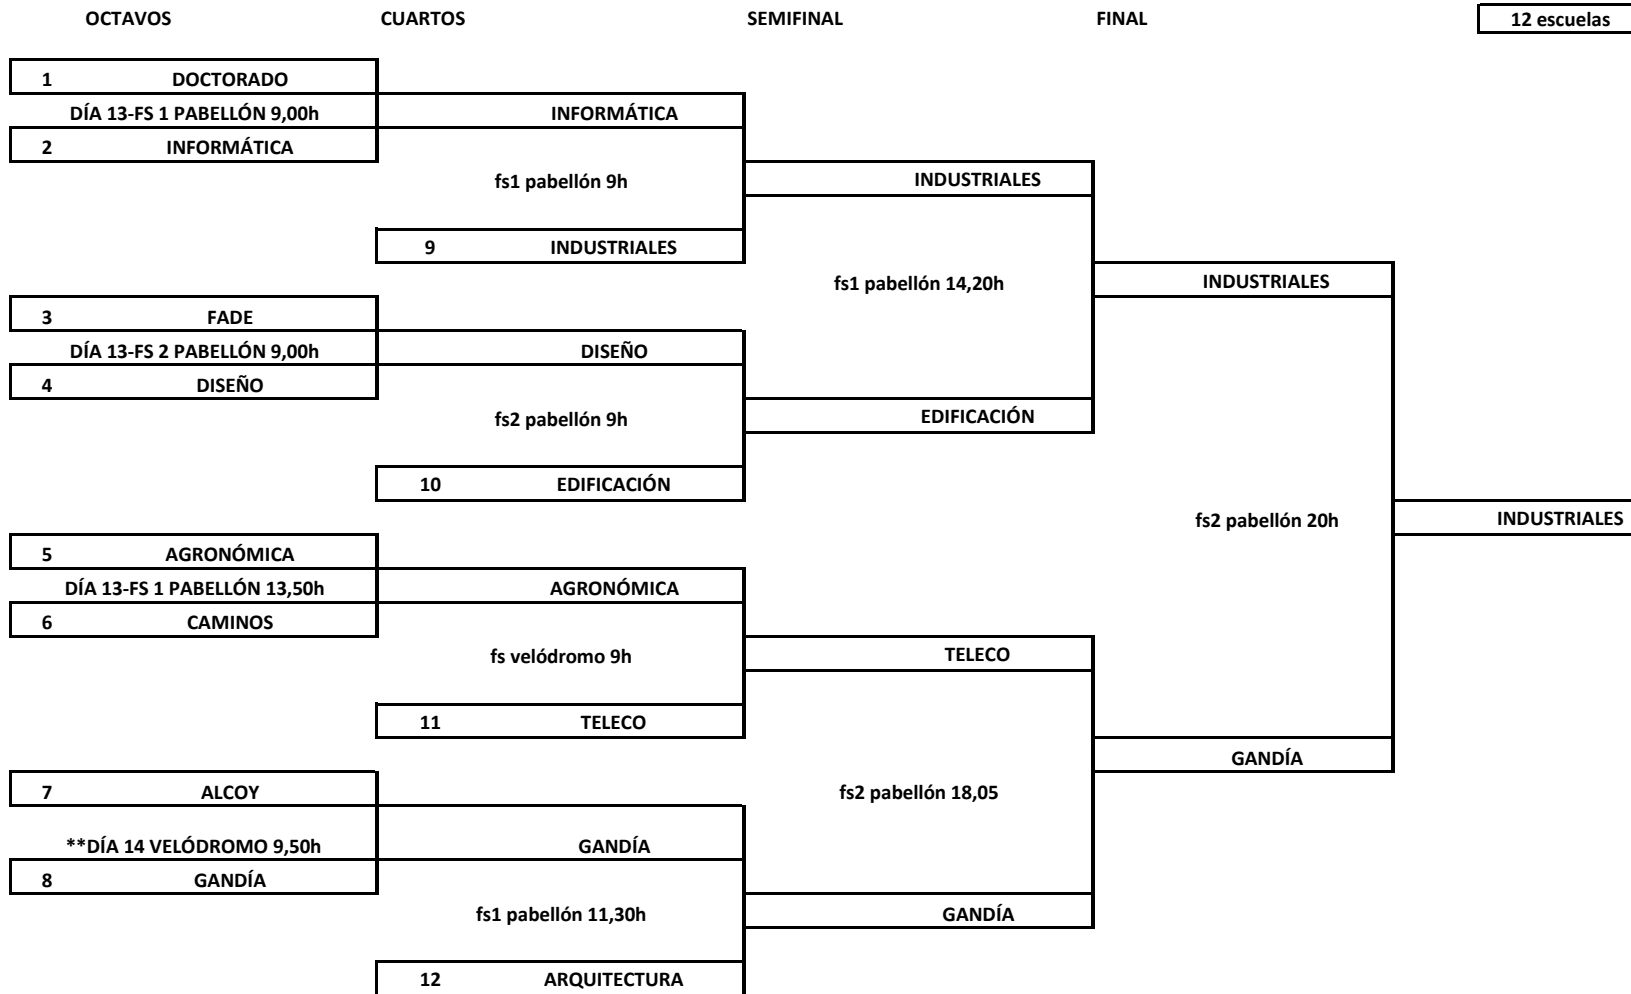 OCTAVOS CUARTOS SEMIFINAL FINAL 12 escuelas
1 DOCTORADO
DÍA 13-FS 1 PABELLÓN 9,00h INFORMÁTICA
2 INFORMÁTICA
fs1 pabellón 9h INDUSTRIALES
9 INDUSTRIALES
fs1 pabellón 14,20h INDUSTRIALES
3 FADE
DÍA 13-FS 2 PABELLÓN 9,00h DISEÑO
4 DISEÑO
fs2 pabellón 9h EDIFICACIÓN
10 EDIFICACIÓN
fs2 pabellón 20h INDUSTRIALES
5 AGRONÓMICA
DÍA 13-FS 1 PABELLÓN 13,50h AGRONÓMICA
6 CAMINOS
fs velódromo 9h TELECO
11 TELECO
GANDÍA
7 ALCOY fs2 pabellón 18,05
**DÍA 14 VELÓDROMO 9,50h GANDÍA
8 GANDÍA
fs1 pabellón 11,30h GANDÍA
12 ARQUITECTURA